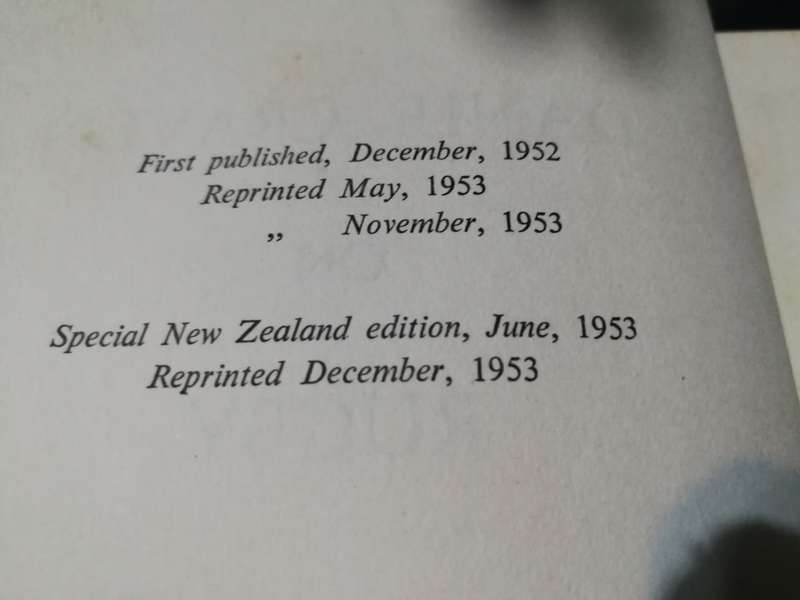 First published, December, 1952
Reprinted May, 1953
„ November, 1953
Special New Zealand edition, June, 1953
Reprinted December, 1953